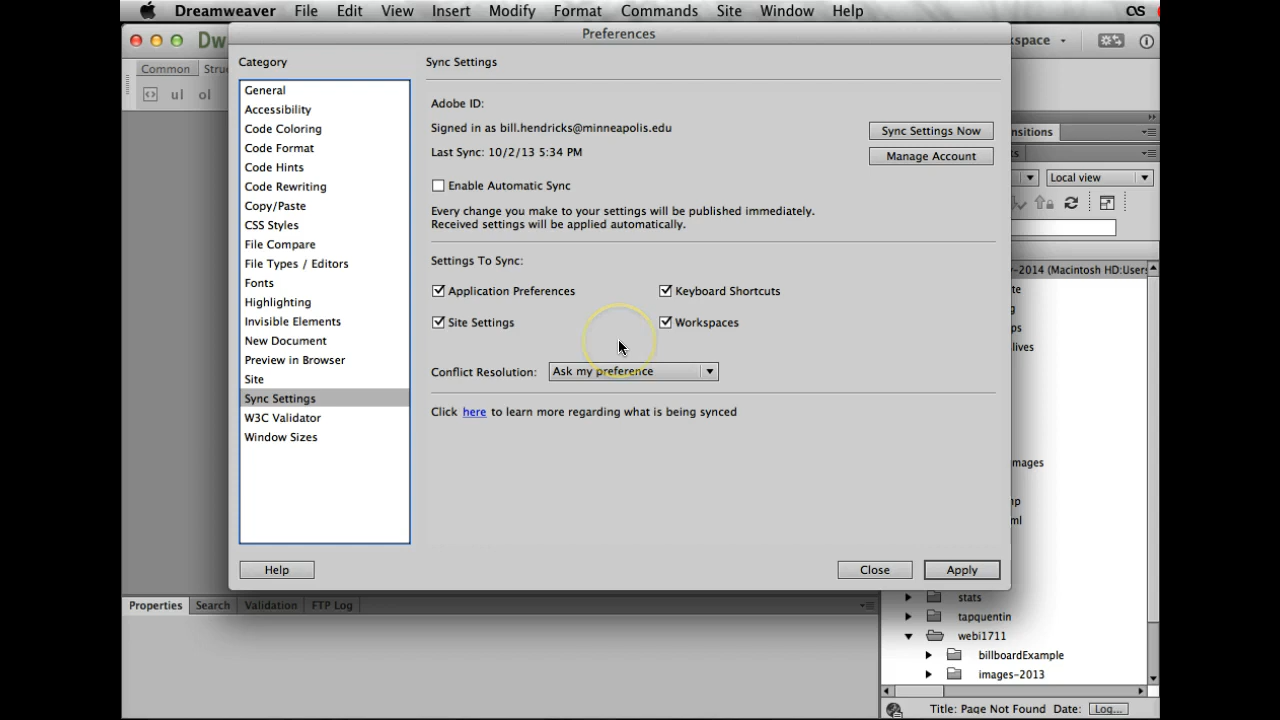 Dreamweaver File Edit View Insert Modify Format Commands Site Window Help
Preferences
Dw
Common
ul ol
Category
General
Accessibility
Code Coloring
Code Format
Code Hints
Code Rewriting
Copy/Paste
CSS Styles
File Compare
File Types / Editors
Fonts
Highlighting
Invisible Elements
New Document
Preview in Browser
Site
Sync Settings
W3C Validator
Window Sizes
Sync Settings
Adobe ID:
Signed in as bill.hendricks@minneapolis.edu
Sync Settings Now
Last Sync: 10/2/13 5:34 PM
Manage Account
Enable Automatic Sync
Every change you make to your settings will be published immediately.
Received settings will be applied automatically.
Settings To Sync:
Application Preferences
Keyboard Shortcuts
Site Settings
Workspaces
Conflict Resolution: Ask my preference
Click here to learn more regarding what is being synced
Help
Close
Apply
Local view
-2014 (Macintosh HD:Users
stats
tapquentin
webi1711
billboardExample
images-2013
Properties Search Validation FTP Log
Title: Page Not Found Date: Log...